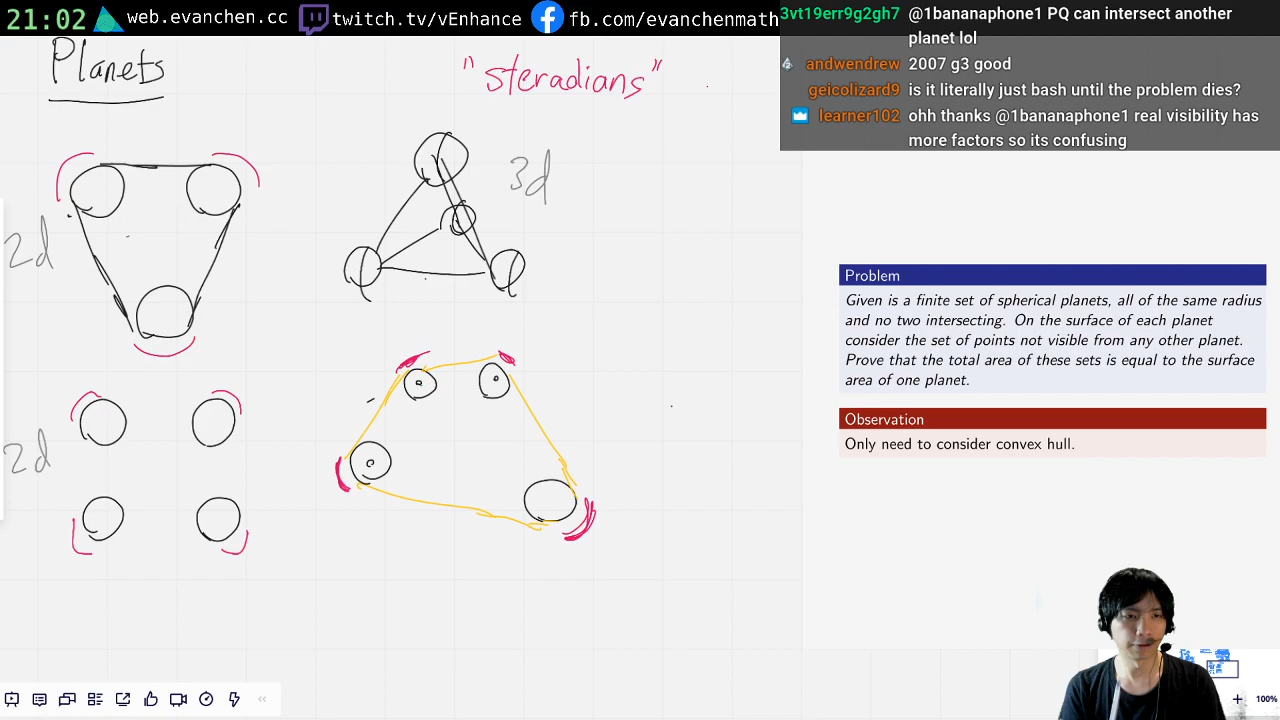 21:02 web.evanchen.cc twitch.tv/vEnhance fb.com/evanchenmath
3vt19err9g2gh7 @1bananaphone1 PQ can intersect another
planet lol
andwendrew 2007 g3 good
geicolizard9 is it literally just bash until the problem dies?
learner102 ohh thanks @1bananaphone1 real visibility has
more factors so its confusing
Planets
"steradians"
2d
3d
2d
Problem
Given is a finite set of spherical planets, all of the same radius
and no two intersecting. On the surface of each planet
consider the set of points not visible from any other planet.
Prove that the total area of these sets is equal to the surface
area of one planet.
Observation
Only need to consider convex hull.
100%